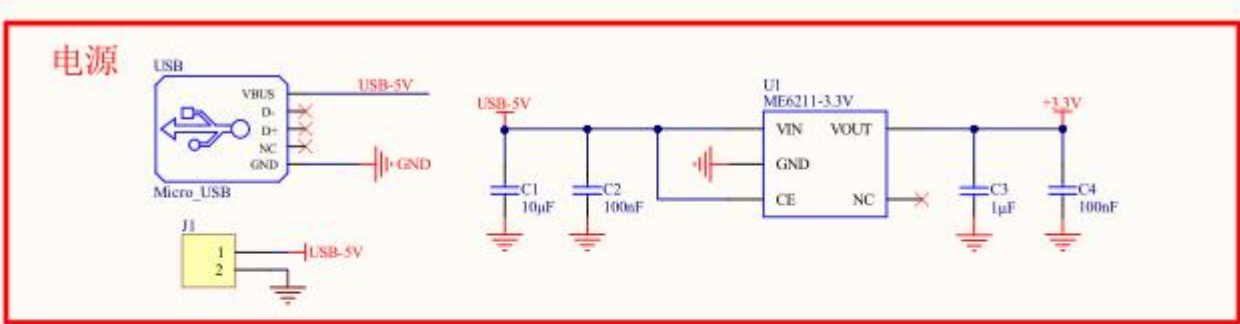 电源
USB
VBUS
D-
D+
NC
GND
Micro_USB
USB-5V
GND
J1
1
2
USB-5V
USB-5V
C1
10μF
C2
100nF
U1
ME6211-3.3V
VIN
VOUT
GND
CE
NC
+3.3V
C3
1μF
C4
100nF